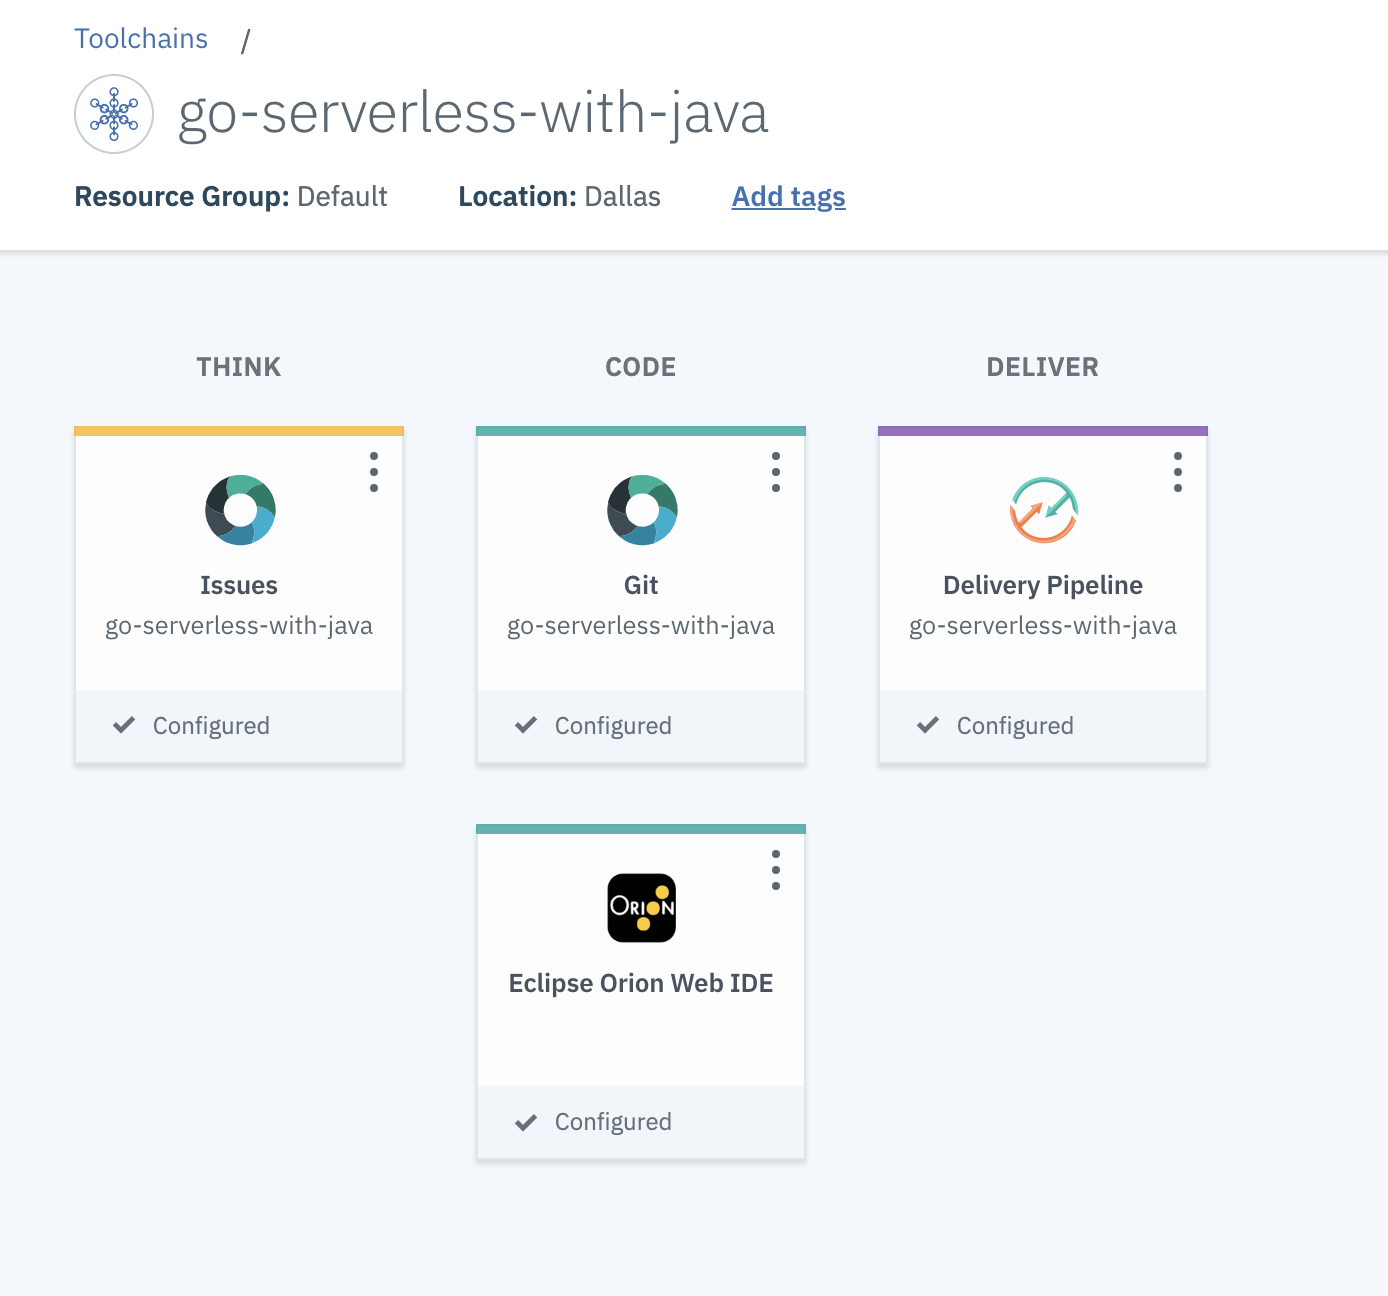 Toolchains /
go-serverless-with-java
Resource Group: Default Location: Dallas Add tags
THINK CODE DELIVER
Issues
go-serverless-with-java
Configured
Git
go-serverless-with-java
Configured
Delivery Pipeline
go-serverless-with-java
Configured
ORION
Eclipse Orion Web IDE
Configured